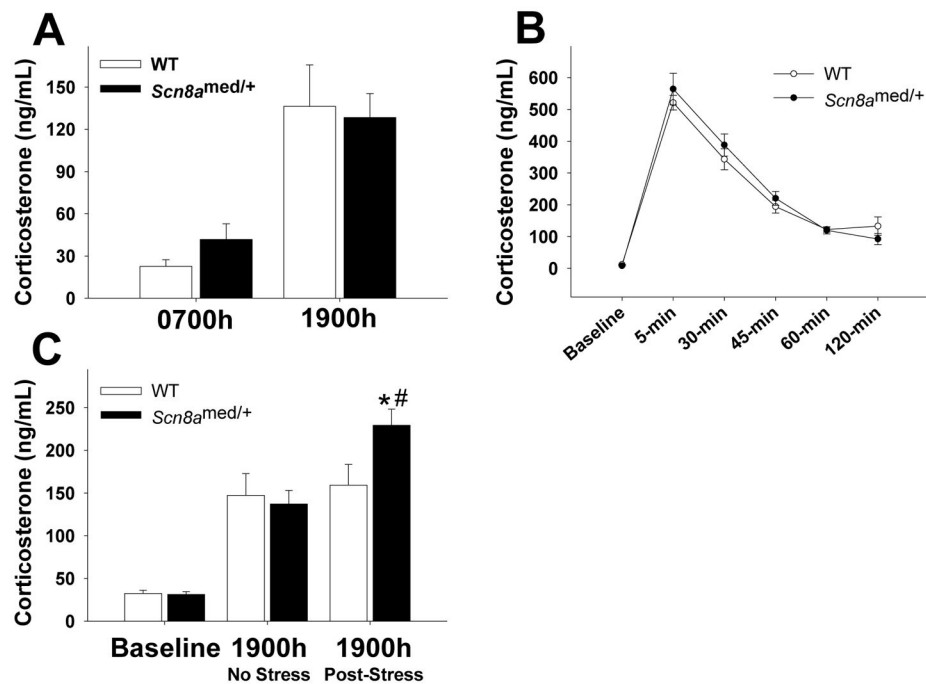 A
WT
Scn8amed/+
Corticosterone (ng/mL)
150
120
90
60
30
0
0700h
1900h
B
WT
Scn8amed/+
Corticosterone (ng/mL)
600
500
400
300
200
100
0
Baseline
5-min
30-min
45-min
60-min
120-min
C
WT
Scn8amed/+
Corticosterone (ng/mL)
250
200
150
100
50
0
*#
Baseline
1900h
No Stress
1900h
Post-Stress